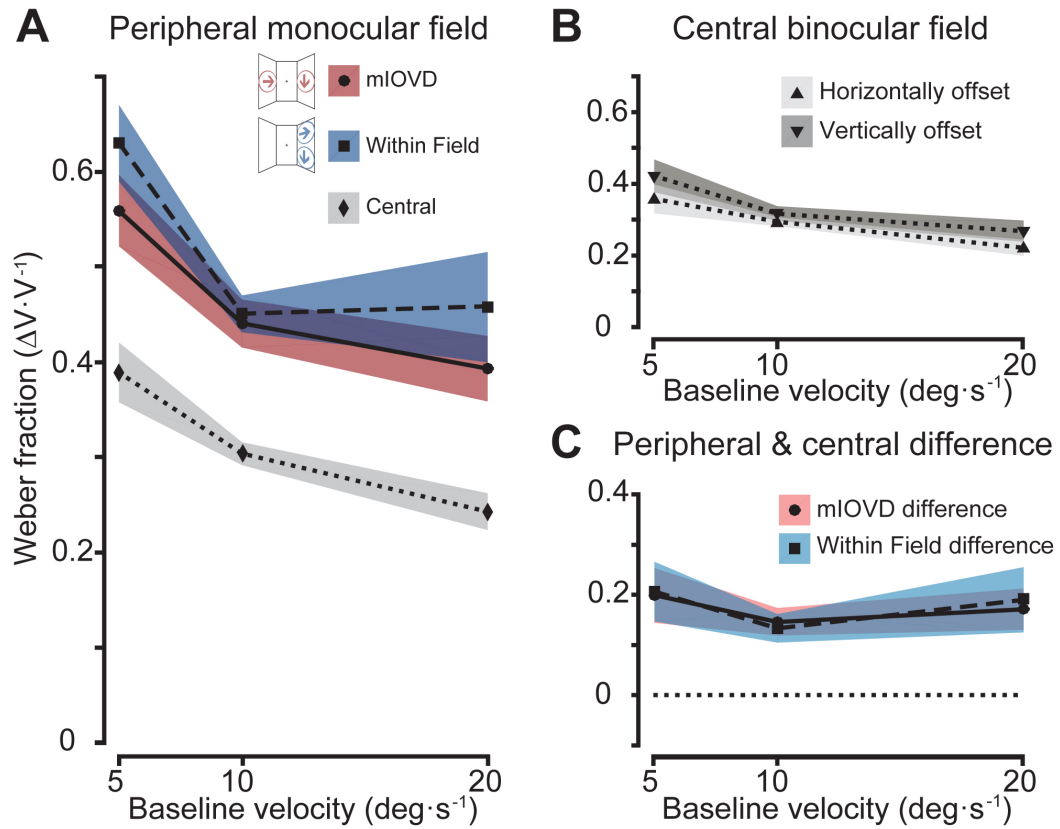 A Peripheral monocular field
mIOVD
Within Field
Central
Weber fraction (ΔV·V⁻¹)
0.6
0.4
0.2
0
5 10 20
Baseline velocity (deg·s⁻¹)
B Central binocular field
Horizontally offset
Vertically offset
0.6
0.4
0.2
0
5 10 20
Baseline velocity (deg·s⁻¹)
C Peripheral & central difference
mIOVD difference
Within Field difference
0.4
0.2
0
5 10 20
Baseline velocity (deg·s⁻¹)